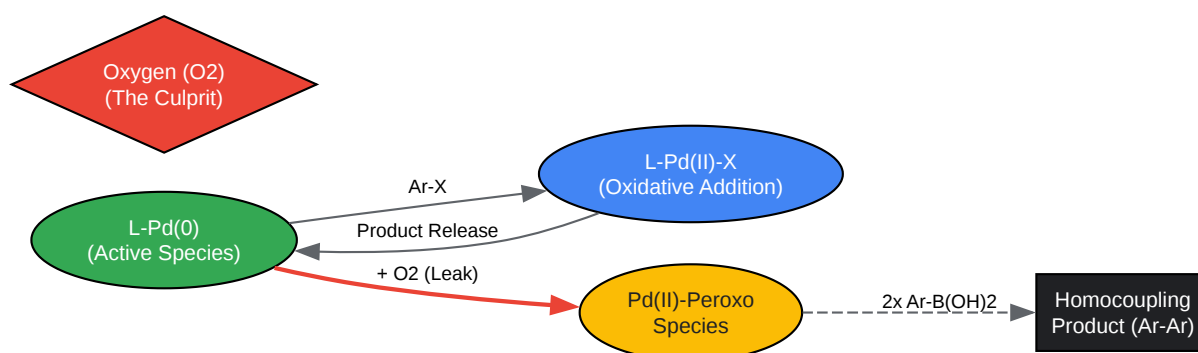 Oxygen (O2)
(The Culprit)
L-Pd(II)-X
(Oxidative Addition)
Ar-X
L-Pd(0)
(Active Species)
Product Release
+ O2 (Leak)
Pd(II)-Peroxo
Species
2x Ar-B(OH)2
Homocoupling
Product (Ar-Ar)